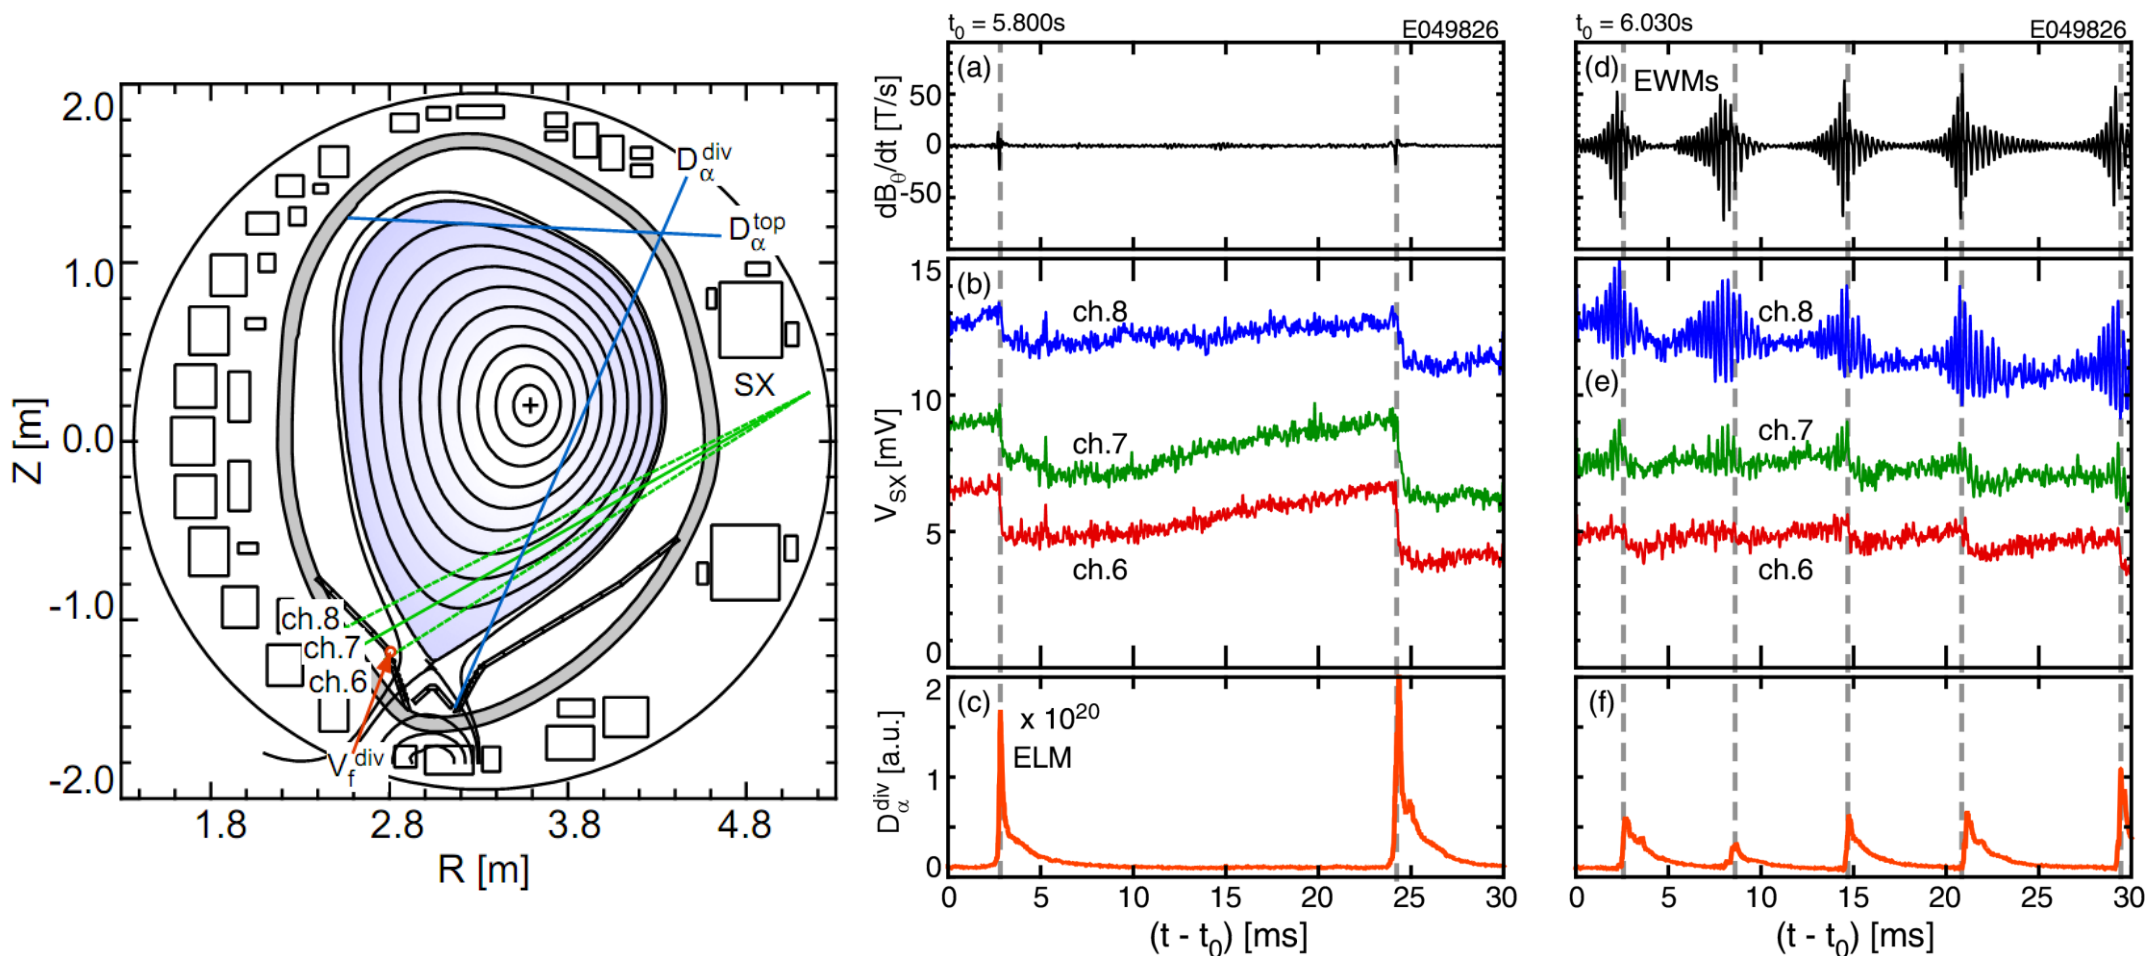 2.0
1.0
0.0
-1.0
-2.0
Z [m]
1.8 2.8 3.8 4.8
R [m]
D_α^div
D_α^top
SX
ch.8
ch.7
ch.6
V_f^div
t_0 = 5.800s E049826
(a)
50
0
-50
dB_θ/dt [T/s]
15
10
5
0
V_SX [mV]
(b)
ch.8
ch.7
ch.6
2
1
0
D_α^div [a.u.]
(c)
x 10^20
ELM
0 5 10 15 20 25 30
(t - t_0) [ms]
t_0 = 6.030s E049826
(d)
EWMs
ch.8
(e)
ch.7
ch.6
(f)
0 5 10 15 20 25 30
(t - t_0) [ms]